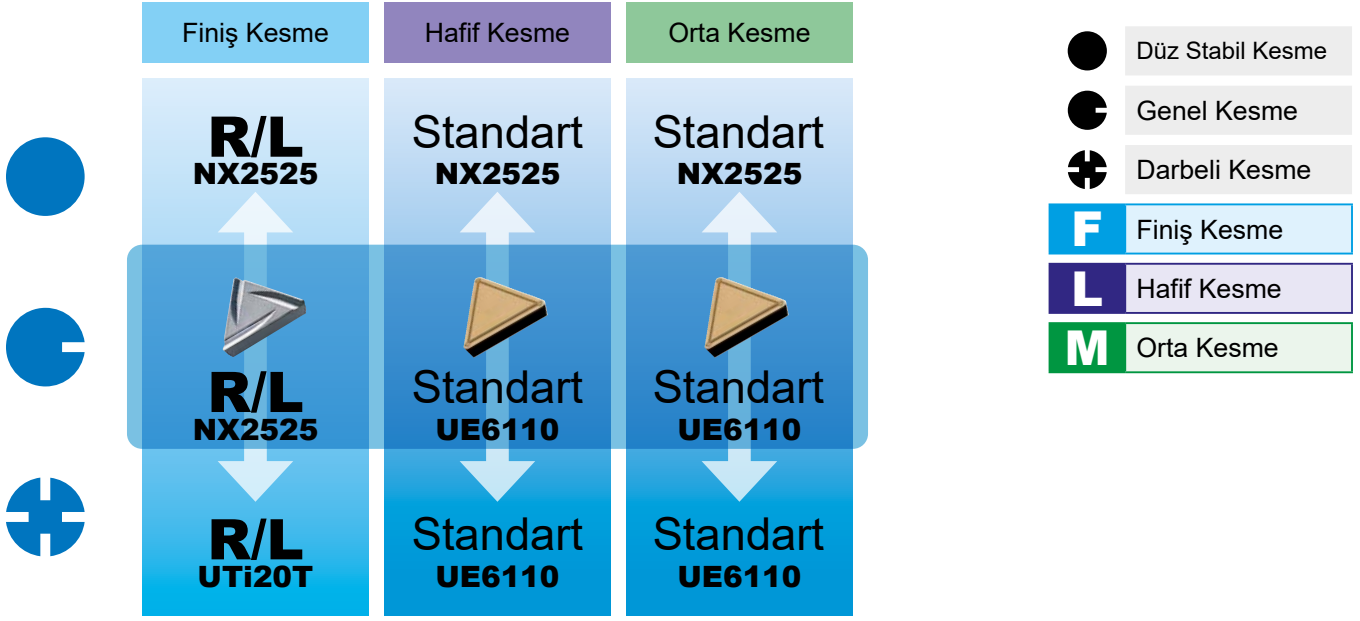 Finiş Kesme
Hafif Kesme
Orta Kesme
R/L
NX2525
Standart
NX2525
Standart
NX2525
R/L
NX2525
Standart
UE6110
Standart
UE6110
R/L
UTi20T
Standart
UE6110
Standart
UE6110
Düz Stabil Kesme
Genel Kesme
Darbeli Kesme
F Finiş Kesme
L Hafif Kesme
M Orta Kesme